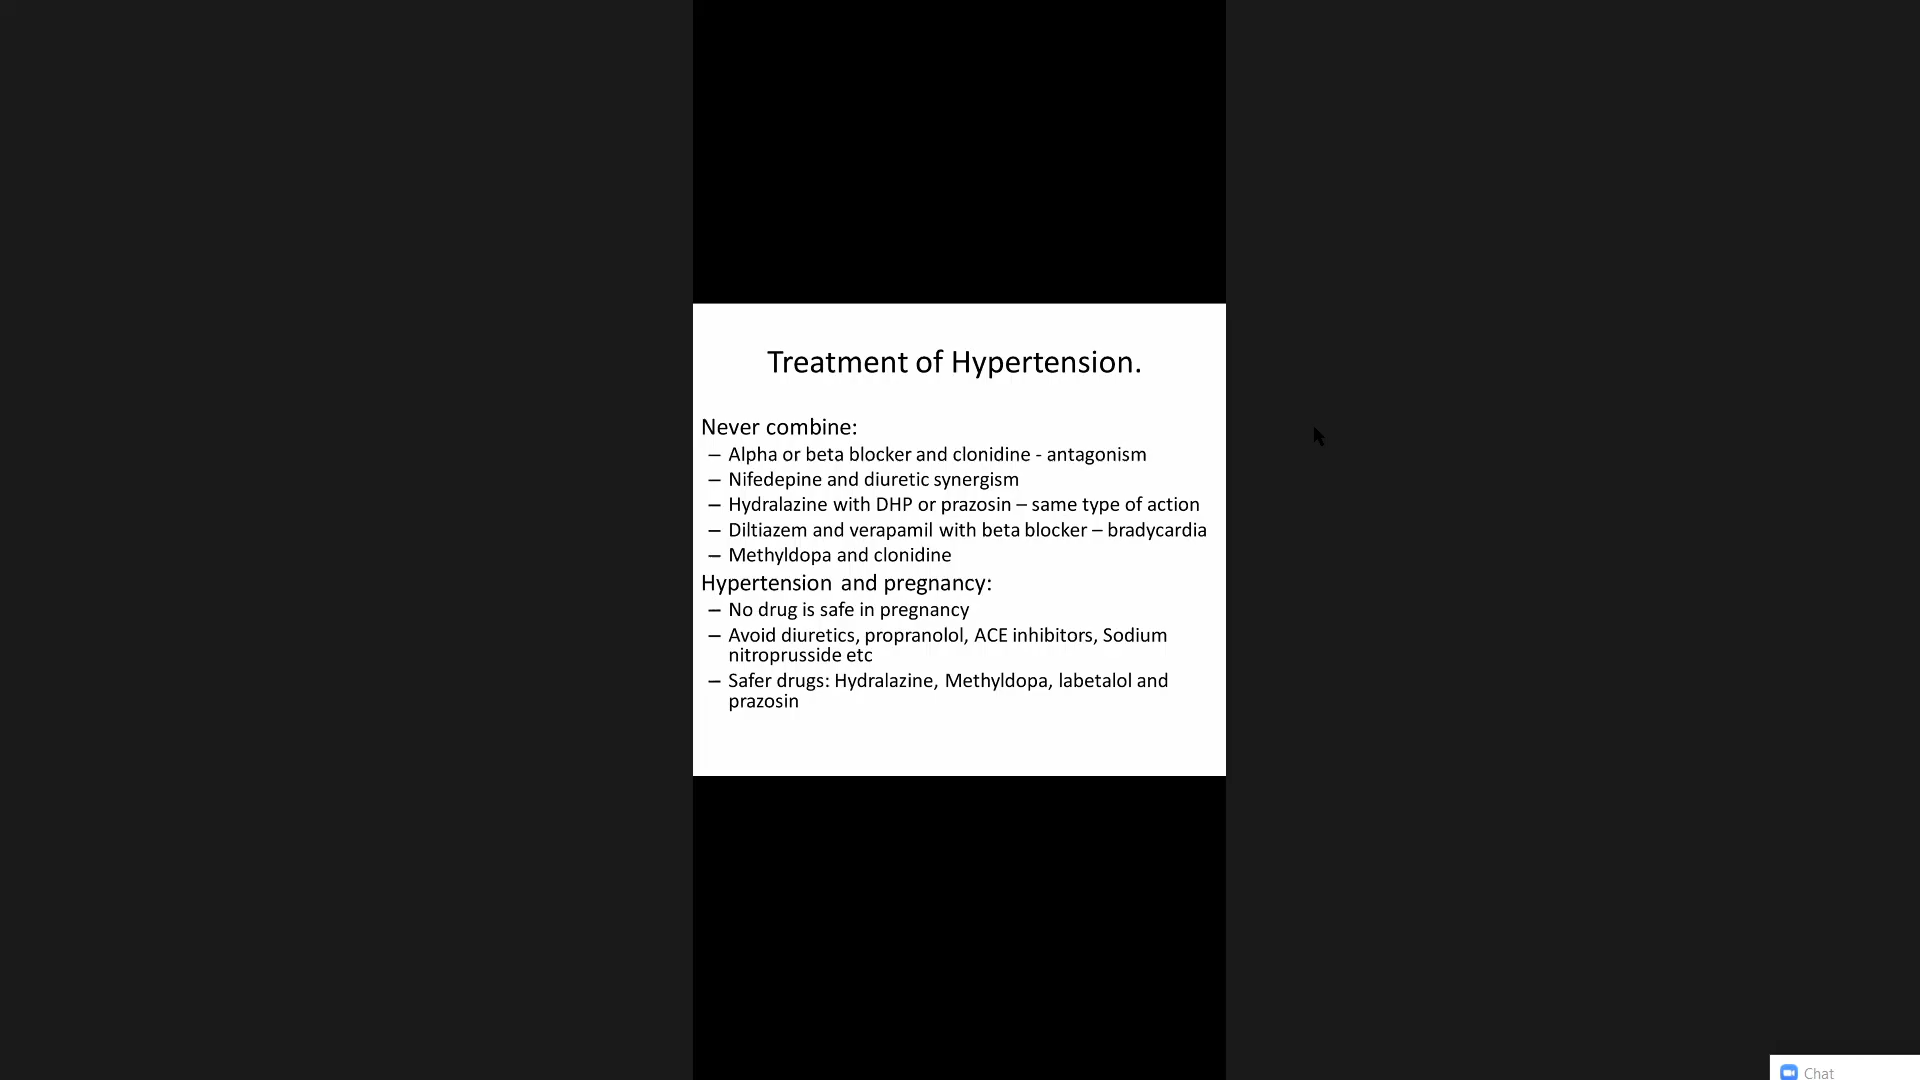 Treatment of Hypertension.
Never combine:
– Alpha or beta blocker and clonidine - antagonism
– Nifedepine and diuretic synergism
– Hydralazine with DHP or prazosin – same type of action
– Diltiazem and verapamil with beta blocker – bradycardia
– Methyldopa and clonidine
Hypertension and pregnancy:
– No drug is safe in pregnancy
– Avoid diuretics, propranolol, ACE inhibitors, Sodium
nitroprusside etc
– Safer drugs: Hydralazine, Methyldopa, labetalol and
prazosin
Chat